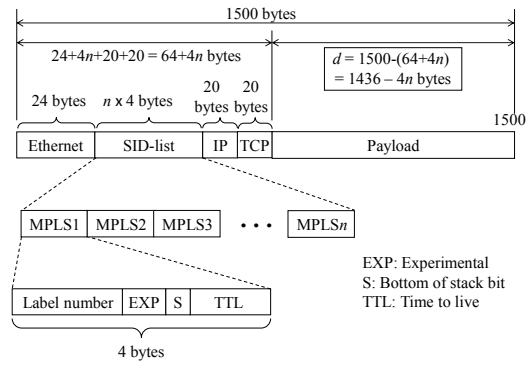 1500 bytes
24+4n+20+20 = 64+4n bytes
d = 1500-(64+4n)
= 1436 – 4n bytes
24 bytes
n x 4 bytes
20 bytes
20 bytes
1500
Ethernet
SID-list
IP
TCP
Payload
MPLS1
MPLS2
MPLS3
• • •
MPLSn
EXP: Experimental
S: Bottom of stack bit
TTL: Time to live
Label number
EXP
S
TTL
4 bytes